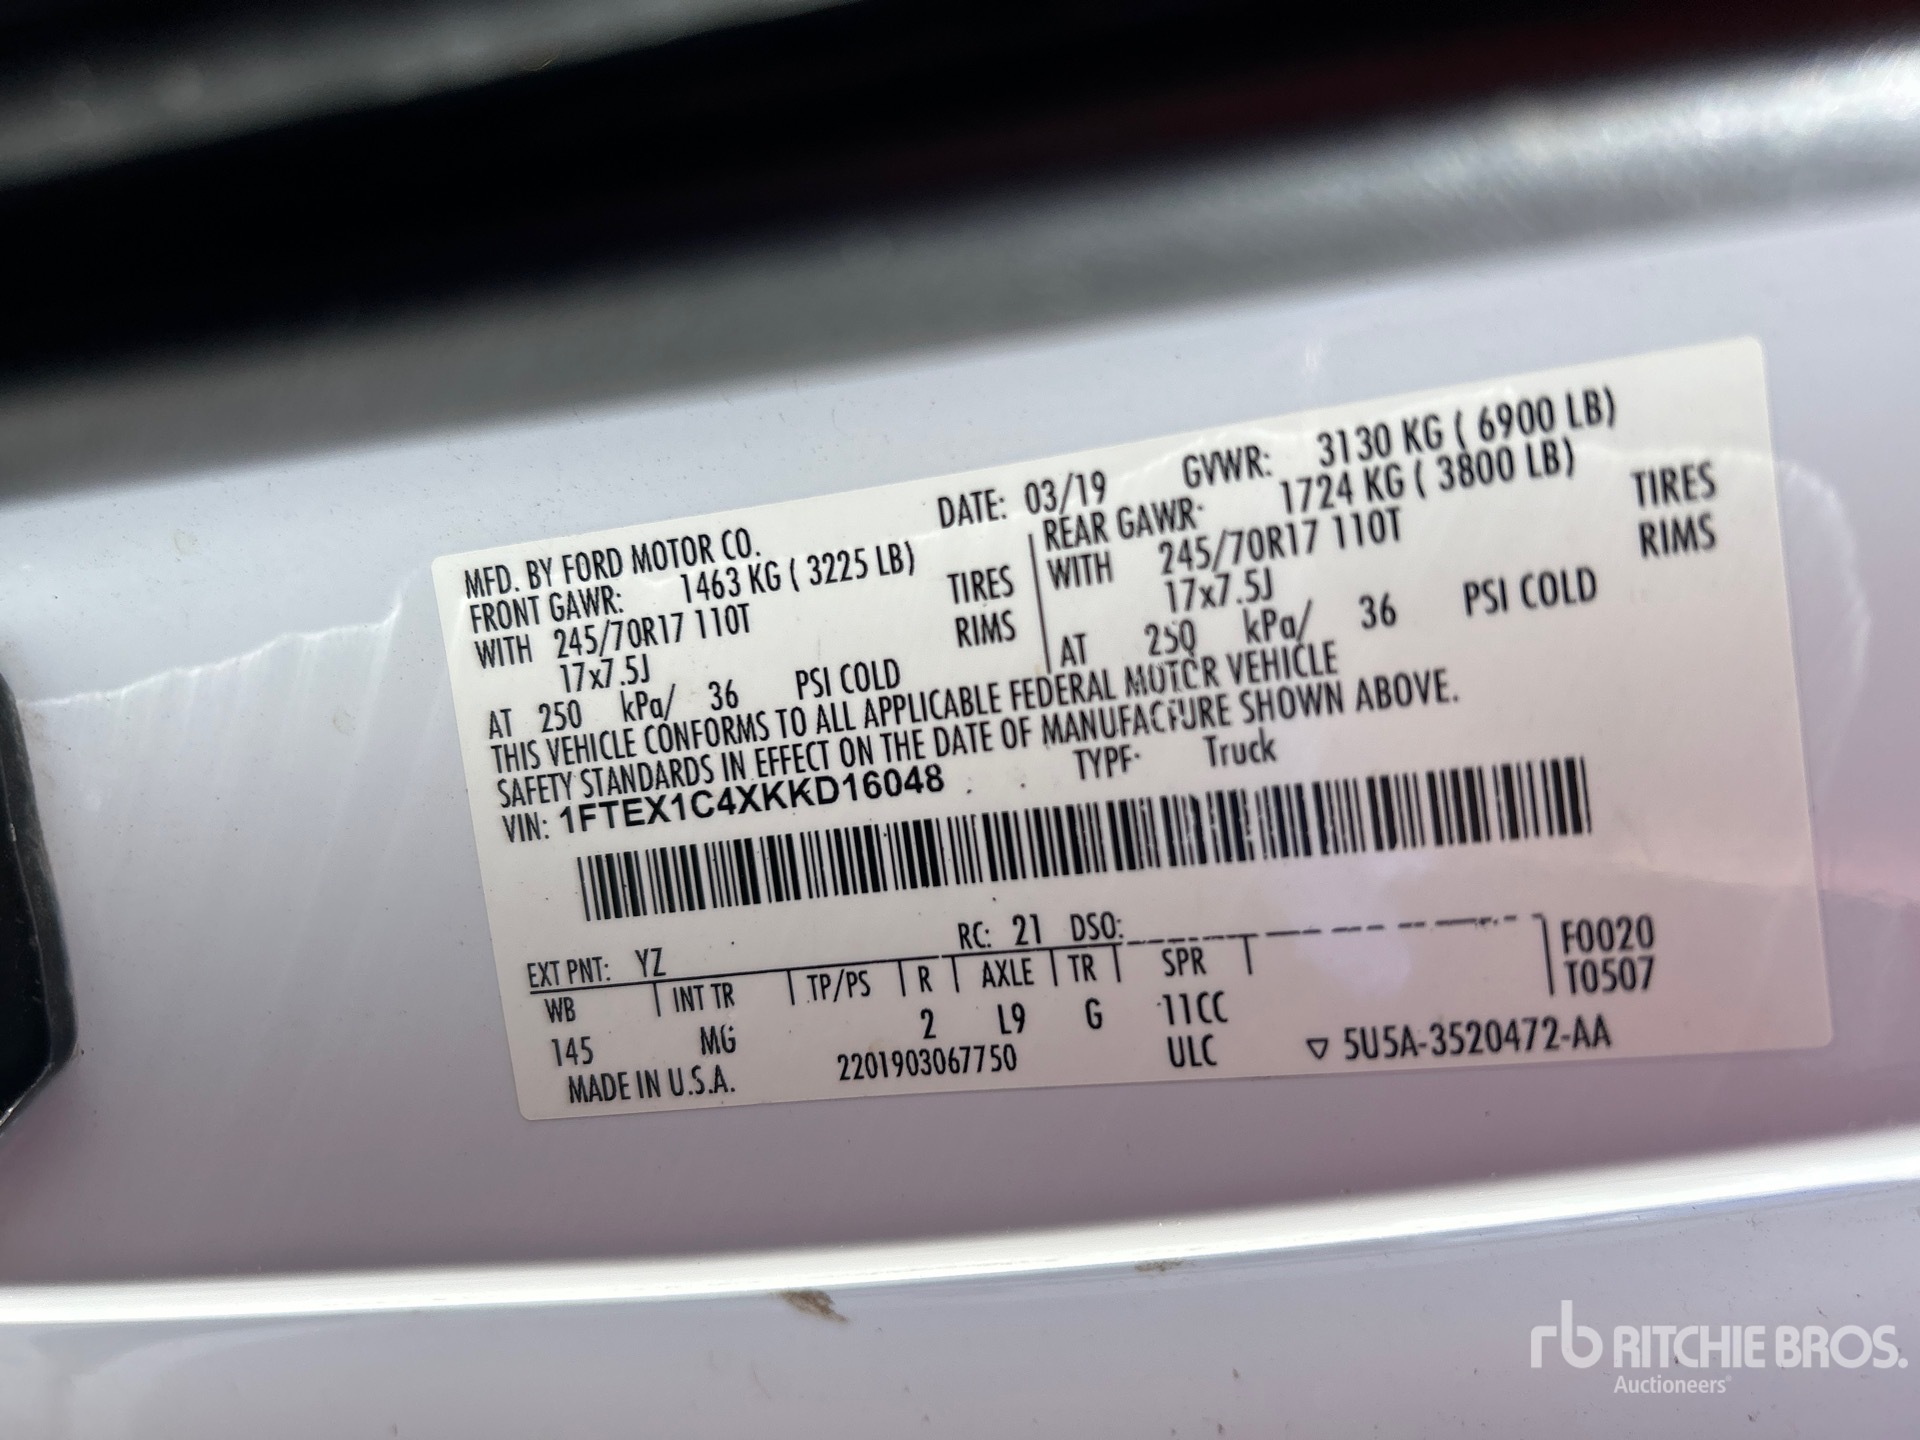 MFD. BY FORD MOTOR CO. DATE: 03/19 GVWR: 3130 KG ( 6900 LB)
FRONT GAWR: 1463 KG ( 3225 LB) REAR GAWR: 1724 KG ( 3800 LB)
WITH 245/70R17 110T TIRES WITH 245/70R17 110T TIRES
17x7.5J RIMS 17x7.5J RIMS
AT 250 kPa/ 36 PSI COLD AT 250 kPa/ 36 PSI COLD
THIS VEHICLE CONFORMS TO ALL APPLICABLE FEDERAL MOTOR VEHICLE
SAFETY STANDARDS IN EFFECT ON THE DATE OF MANUFACTURE SHOWN ABOVE.
VIN: 1FTEX1C4XKKD16048 TYPE: Truck
EXT PNT: YZ RC: 21 DSO: F0020
WB INT TR TP/PS R AXLE TR SPR T0507
145 MG 2 L9 G 11CC
MADE IN U.S.A. 2201903067750 ULC ▽ 5U5A-3520472-AA
rb RITCHIE BROS.
Auctioneers